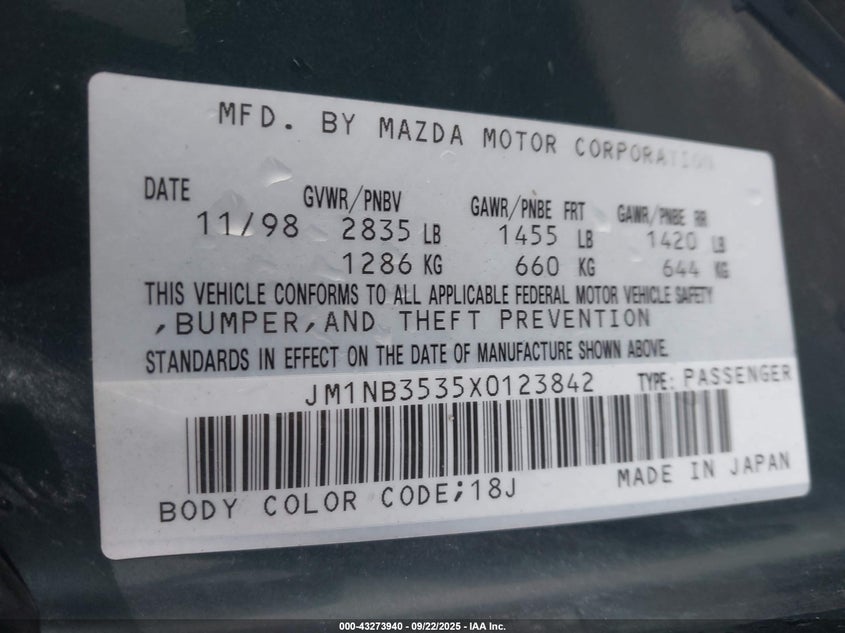 MFD. BY MAZDA MOTOR CORPORATION
DATE GVWR/PNBV GAWR/PNBE FRT GAWR/PNBE RR
11/98 2835 LB 1455 LB 1420 LB
1286 KG 660 KG 644 KG
THIS VEHICLE CONFORMS TO ALL APPLICABLE FEDERAL MOTOR VEHICLE SAFETY
,BUMPER,AND THEFT PREVENTION
STANDARDS IN EFFECT ON THE DATE OF MANUFACTURE SHOWN ABOVE.
JM1NB3535X0123842 TYPE: PASSENGER
BODY COLOR CODE;18J MADE IN JAPAN
000-43273940 - 09/22/2025 - IAA Inc.